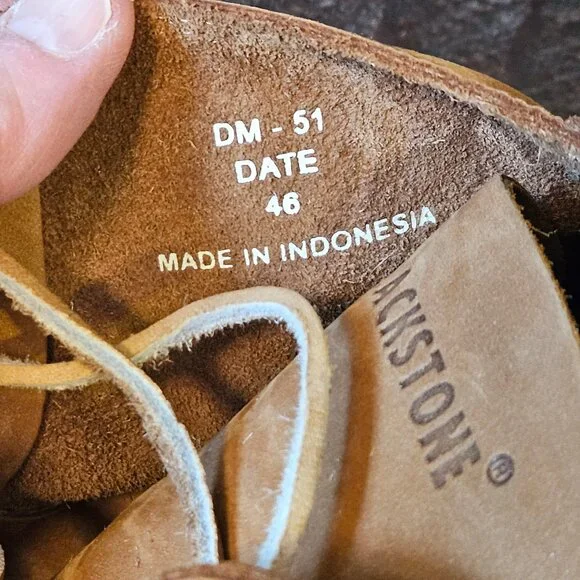 DM - 51
DATE
46
MADE IN INDONESIA
ACKSTONE®